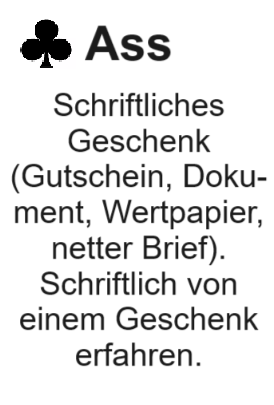 ♣ Ass
Schriftliches
Geschenk
(Gutschein, Doku-
ment, Wertpapier,
netter Brief).
Schriftlich von
einem Geschenk
erfahren.